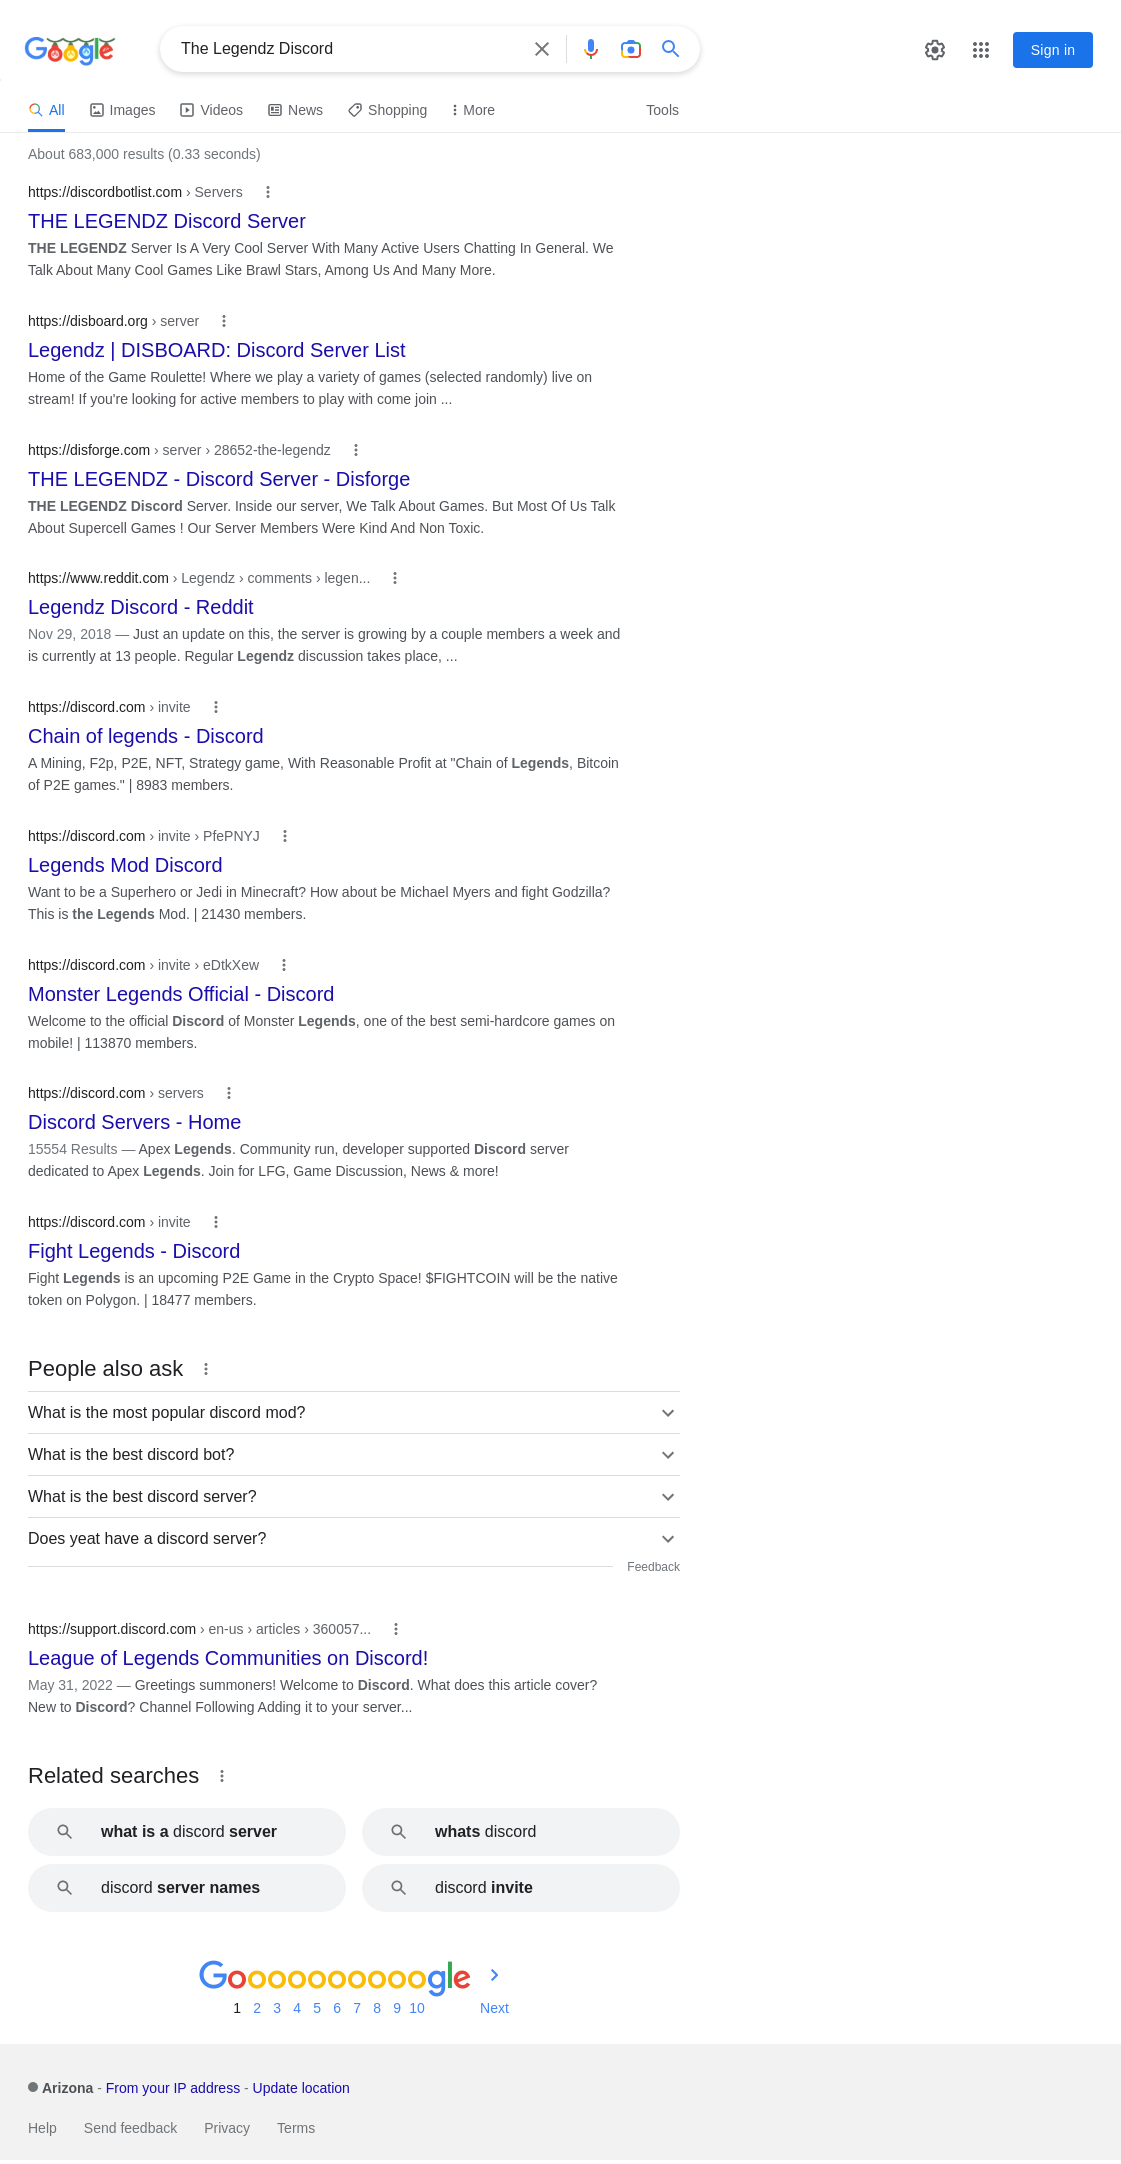 Google
The Legendz Discord
Sign in
All Images Videos News Shopping More Tools
About 683,000 results (0.33 seconds)
https://discordbotlist.com › Servers
THE LEGENDZ Discord Server
THE LEGENDZ Server Is A Very Cool Server With Many Active Users Chatting In General. We
Talk About Many Cool Games Like Brawl Stars, Among Us And Many More.
https://disboard.org › server
Legendz | DISBOARD: Discord Server List
Home of the Game Roulette! Where we play a variety of games (selected randomly) live on
stream! If you're looking for active members to play with come join ...
https://disforge.com › server › 28652-the-legendz
THE LEGENDZ - Discord Server - Disforge
THE LEGENDZ Discord Server. Inside our server, We Talk About Games. But Most Of Us Talk
About Supercell Games ! Our Server Members Were Kind And Non Toxic.
https://www.reddit.com › Legendz › comments › legen...
Legendz Discord - Reddit
Nov 29, 2018 — Just an update on this, the server is growing by a couple members a week and
is currently at 13 people. Regular Legendz discussion takes place, ...
https://discord.com › invite
Chain of legends - Discord
A Mining, F2p, P2E, NFT, Strategy game, With Reasonable Profit at "Chain of Legends, Bitcoin
of P2E games." | 8983 members.
https://discord.com › invite › PfePNYJ
Legends Mod Discord
Want to be a Superhero or Jedi in Minecraft? How about be Michael Myers and fight Godzilla?
This is the Legends Mod. | 21430 members.
https://discord.com › invite › eDtkXew
Monster Legends Official - Discord
Welcome to the official Discord of Monster Legends, one of the best semi-hardcore games on
mobile! | 113870 members.
https://discord.com › servers
Discord Servers - Home
15554 Results — Apex Legends. Community run, developer supported Discord server
dedicated to Apex Legends. Join for LFG, Game Discussion, News & more!
https://discord.com › invite
Fight Legends - Discord
Fight Legends is an upcoming P2E Game in the Crypto Space! $FIGHTCOIN will be the native
token on Polygon. | 18477 members.
People also ask
What is the most popular discord mod?
What is the best discord bot?
What is the best discord server?
Does yeat have a discord server?
Feedback
https://support.discord.com › en-us › articles › 360057...
League of Legends Communities on Discord!
May 31, 2022 — Greetings summoners! Welcome to Discord. What does this article cover?
New to Discord? Channel Following Adding it to your server...
Related searches
what is a discord server
whats discord
discord server names
discord invite
Goooooooooogle
1 2 3 4 5 6 7 8 9 10 Next
Arizona - From your IP address - Update location
Help Send feedback Privacy Terms